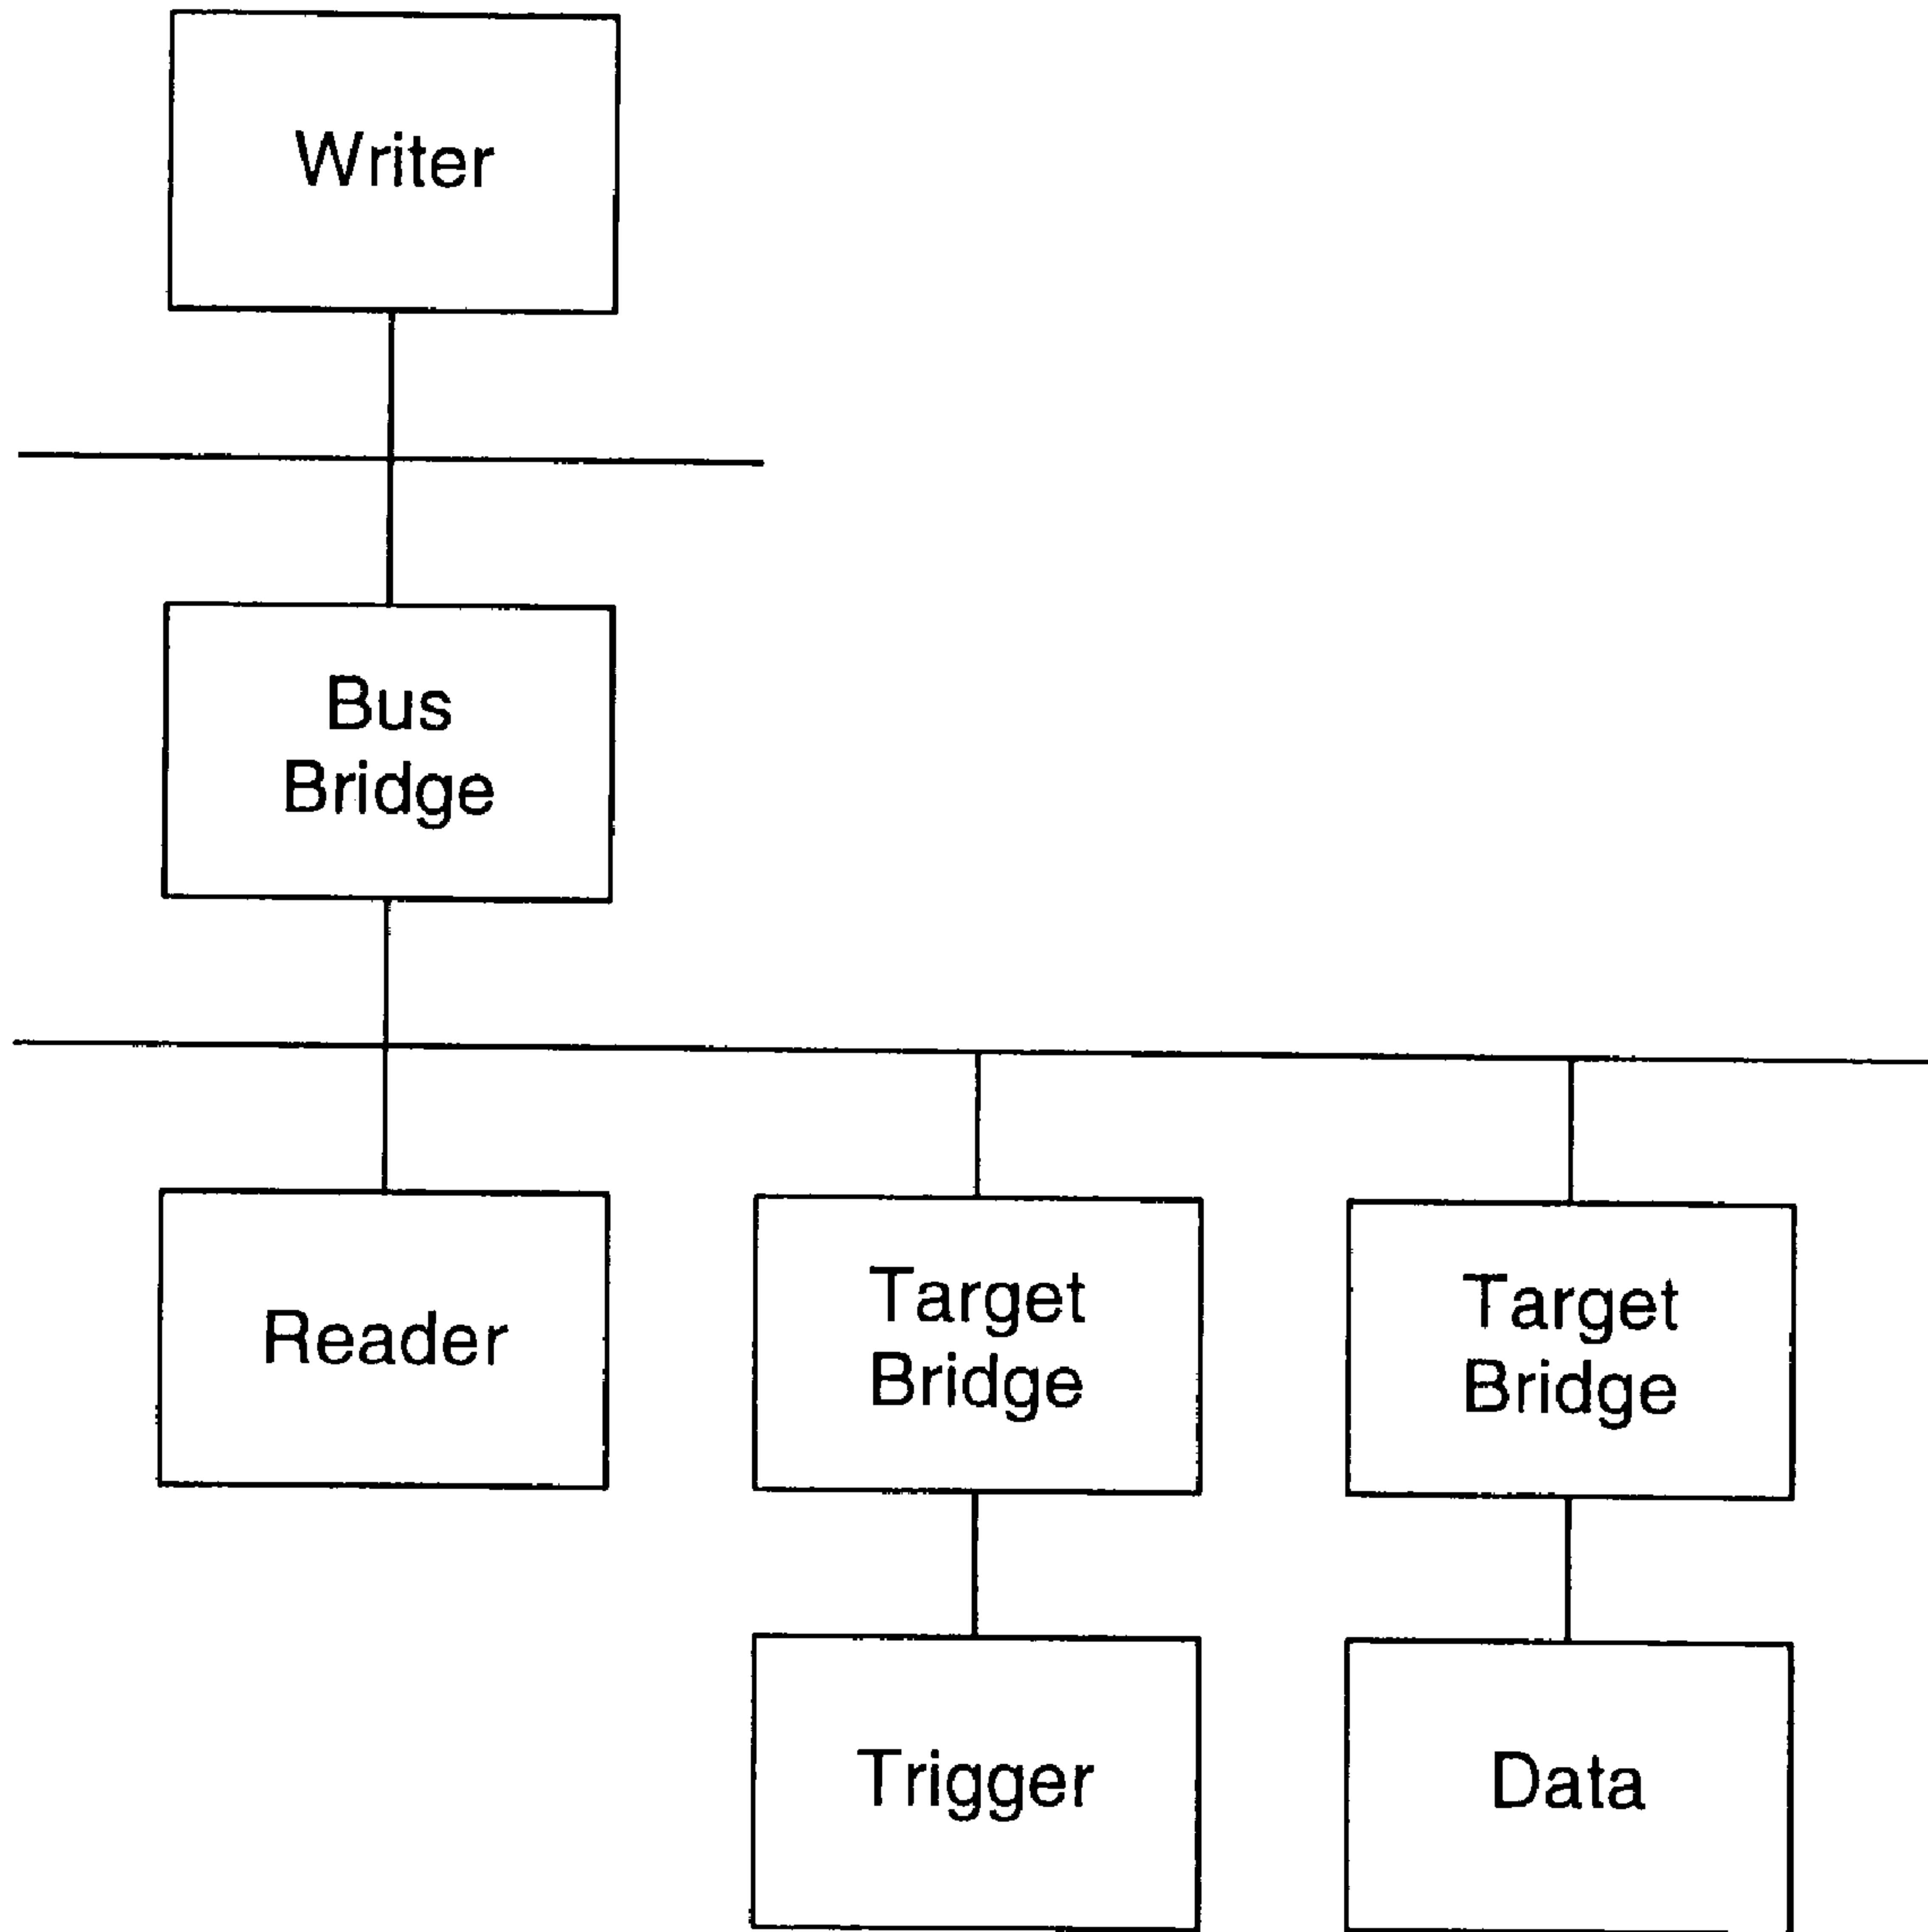 Writer
Bus
Bridge
Reader
Target
Bridge
Target
Bridge
Trigger
Data